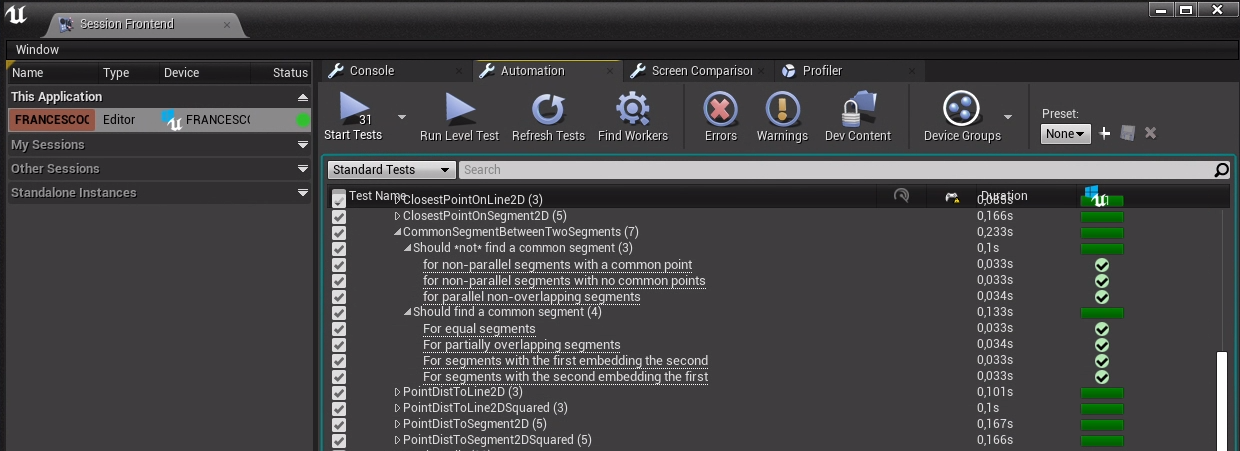 Session Frontend
Window
Name Type Device Status
This Application
FRANCESCOC Editor FRANCESCO
My Sessions
Other Sessions
Standalone Instances
Console Automation Screen Comparison Profiler
31
Start Tests Run Level Test Refresh Tests Find Workers Errors Warnings Dev Content Device Groups
Preset:
None
Standard Tests Search
Test Name Duration
ClosestPointOnLine2D (3)
ClosestPointOnSegment2D (5) 0,166s
CommonSegmentBetweenTwoSegments (7) 0,233s
Should *not* find a common segment (3) 0,1s
for non-parallel segments with a common point 0,033s
for non-parallel segments with no common points 0,033s
for parallel non-overlapping segments 0,034s
Should find a common segment (4) 0,133s
For equal segments 0,033s
For partially overlapping segments 0,034s
For segments with the first embedding the second 0,033s
For segments with the second embedding the first 0,033s
PointDistToLine2D (3) 0,101s
PointDistToLine2DSquared (3) 0,1s
PointDistToSegment2D (5) 0,167s
PointDistToSegment2DSquared (5) 0,166s